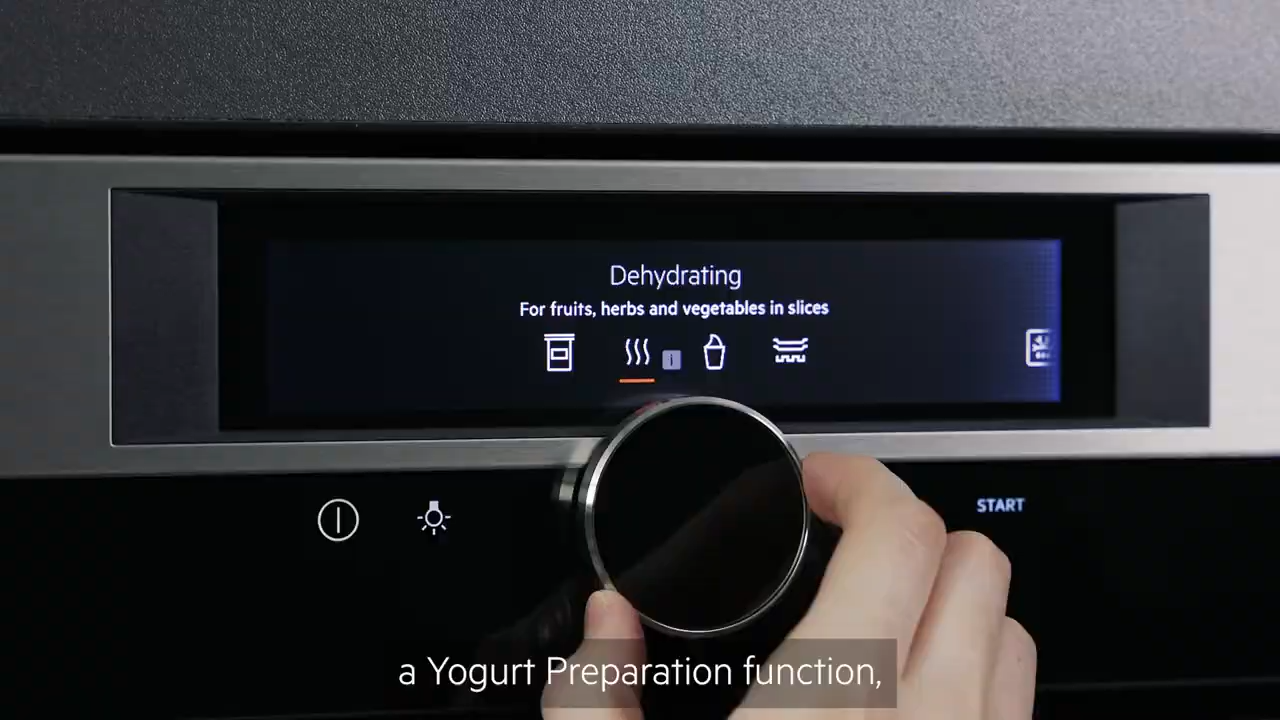 Dehydrating
For fruits, herbs and vegetables in slices
i
START
a Yogurt Preparation function,